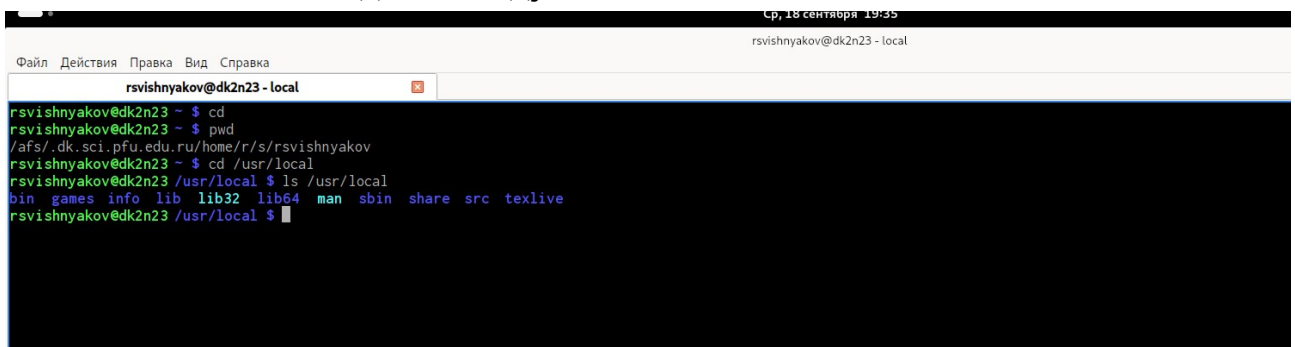 Ср, 18 сентября 19:35
rsvishnyakov@dk2n23 - local
Файл Действия Правка Вид Справка
rsvishnyakov@dk2n23 - local
rsvishnyakov@dk2n23 ~ $ cd
rsvishnyakov@dk2n23 ~ $ pwd
/afs/.dk.sci.pfu.edu.ru/home/r/s/rsvishnyakov
rsvishnyakov@dk2n23 ~ $ cd /usr/local
rsvishnyakov@dk2n23 /usr/local $ ls /usr/local
bin games info lib lib32 lib64 man sbin share src texlive
rsvishnyakov@dk2n23 /usr/local $